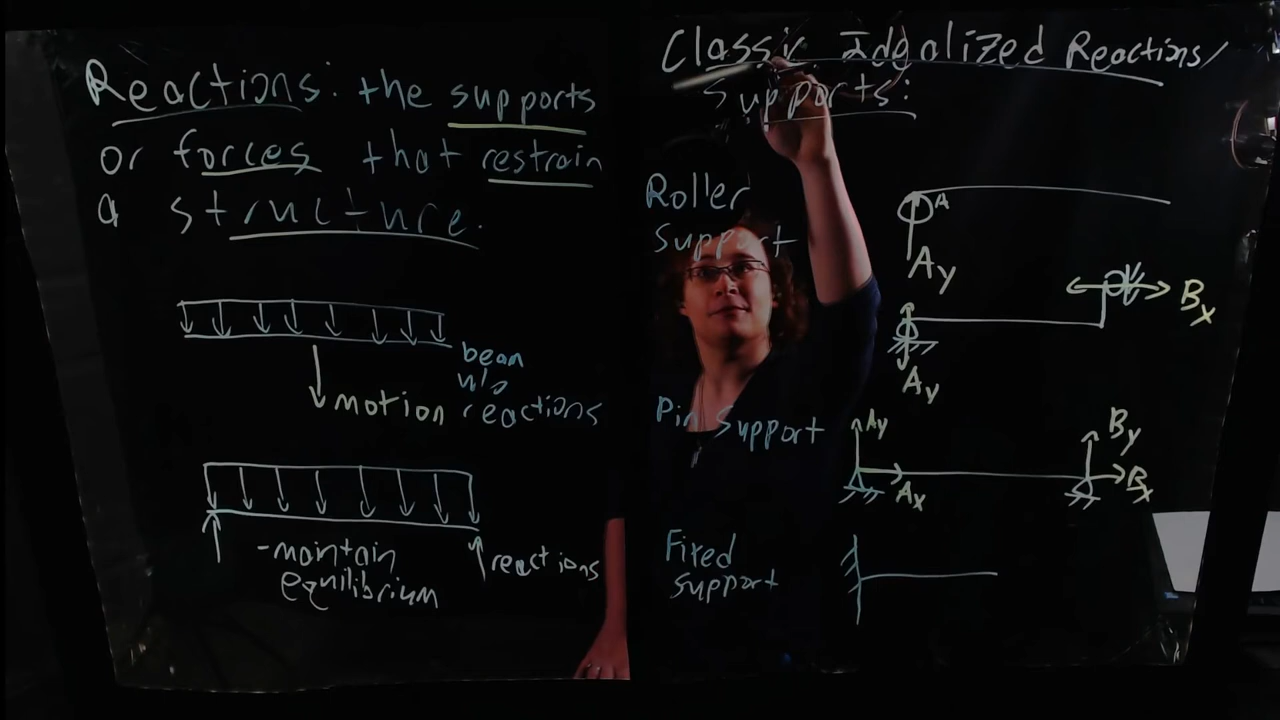 Reactions: the supports
or forces that restrain
a structure.
beam
w/o
motion reactions
-maintain
equilibrium
reactions
Classic Idealized Reactions/
Supports:
Roller
Support
A
Ay
Bx
Ay
Pin Support
Ay
Ax
By
Bx
Fixed
support